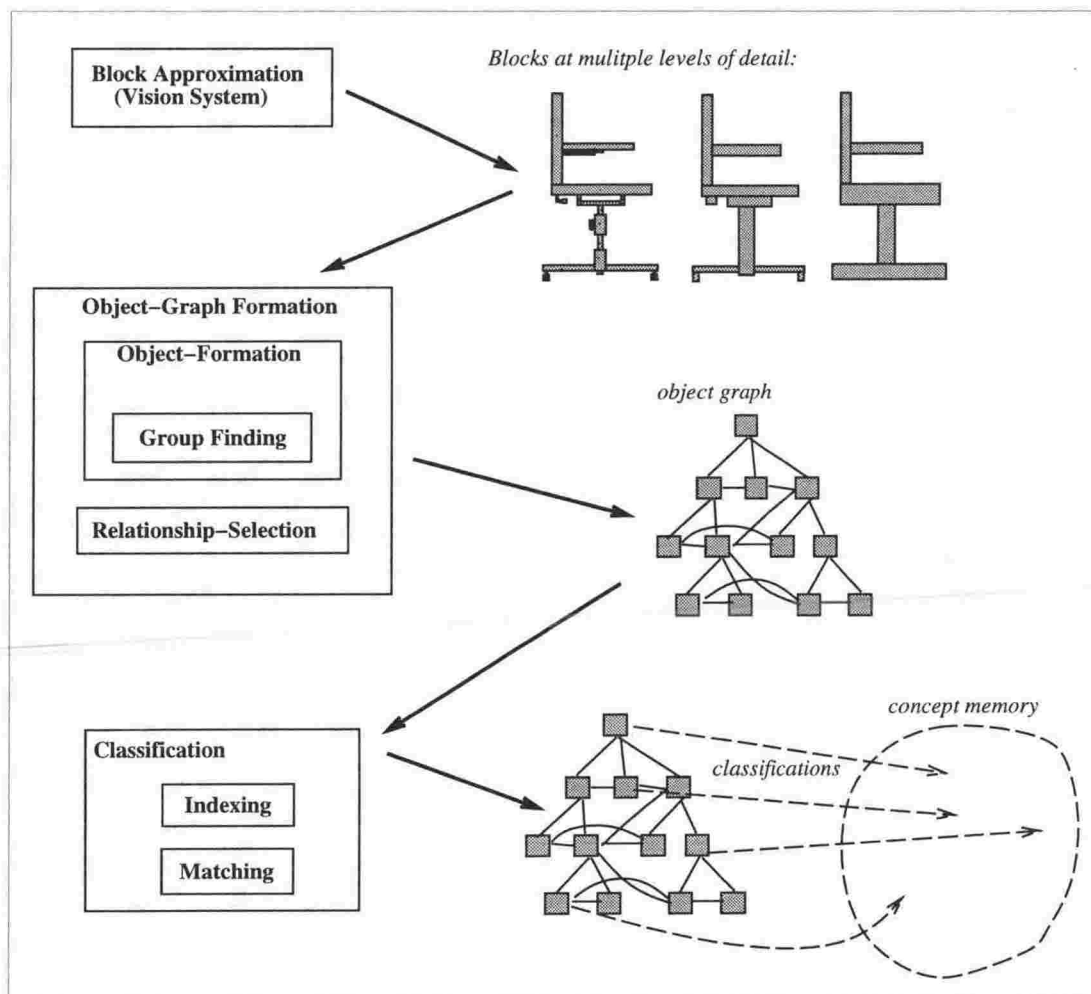 Block Approximation
(Vision System)
Blocks at mulitple levels of detail:
Object–Graph Formation
Object–Formation
Group Finding
Relationship–Selection
object graph
Classification
Indexing
Matching
classifications
concept memory